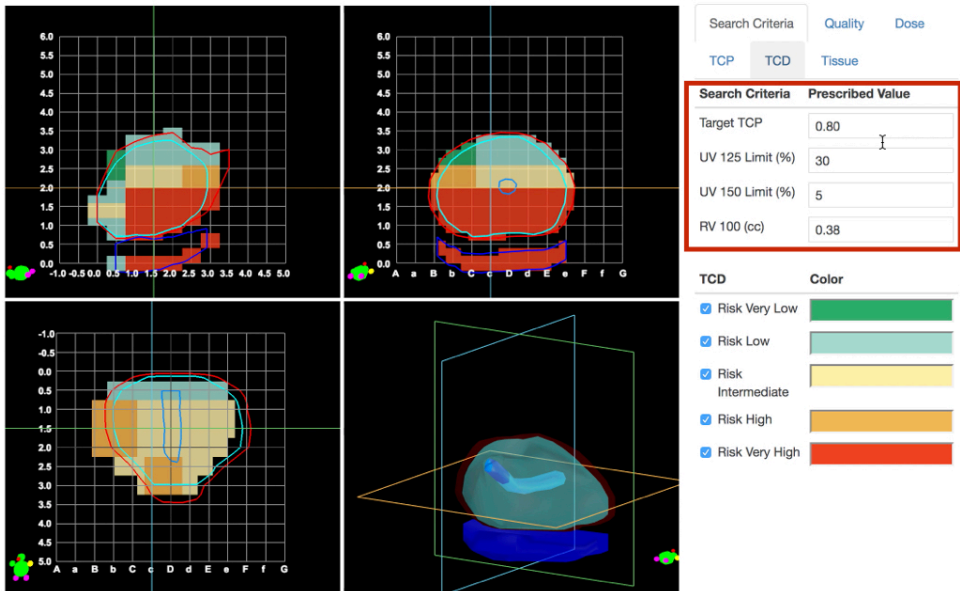 6.0
5.5
5.0
4.5
4.0
3.5
3.0
2.5
2.0
1.5
1.0
0.5
0.0
-1.0 -0.5 0.0 0.5 1.0 1.5 2.0 2.5 3.0 3.5 4.0 4.5 5.0
6.0
5.5
5.0
4.5
4.0
3.5
3.0
2.5
2.0
1.5
1.0
0.5
0.0
A a B b C c D d E e F f G
-1.0
-0.5
0.0
0.5
1.0
1.5
2.0
2.5
3.0
3.5
4.0
4.5
5.0
A a B b C c D d E e F f G
Search Criteria Quality Dose
TCP TCD Tissue
Search Criteria Prescribed Value
Target TCP 0.80
UV 125 Limit (%) 30
UV 150 Limit (%) 5
RV 100 (cc) 0.38
TCD Color
Risk Very Low
Risk Low
Risk
Intermediate
Risk High
Risk Very High